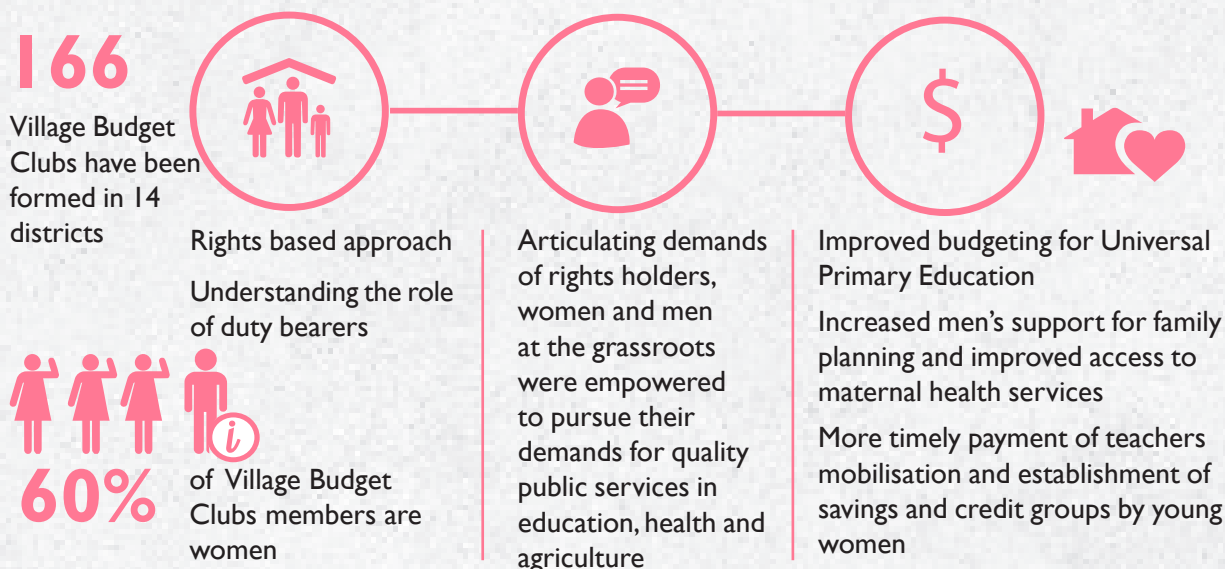 166
Village Budget
Clubs have been
formed in 14
districts
60%
of Village Budget
Clubs members are
women
Rights based approach
Understanding the role
of duty bearers
Articulating demands
of rights holders,
women and men
at the grassroots
were empowered
to pursue their
demands for quality
public services in
education, health and
agriculture
$
Improved budgeting for Universal
Primary Education
Increased men's support for family
planning and improved access to
maternal health services
More timely payment of teachers
mobilisation and establishment of
savings and credit groups by young
women
i